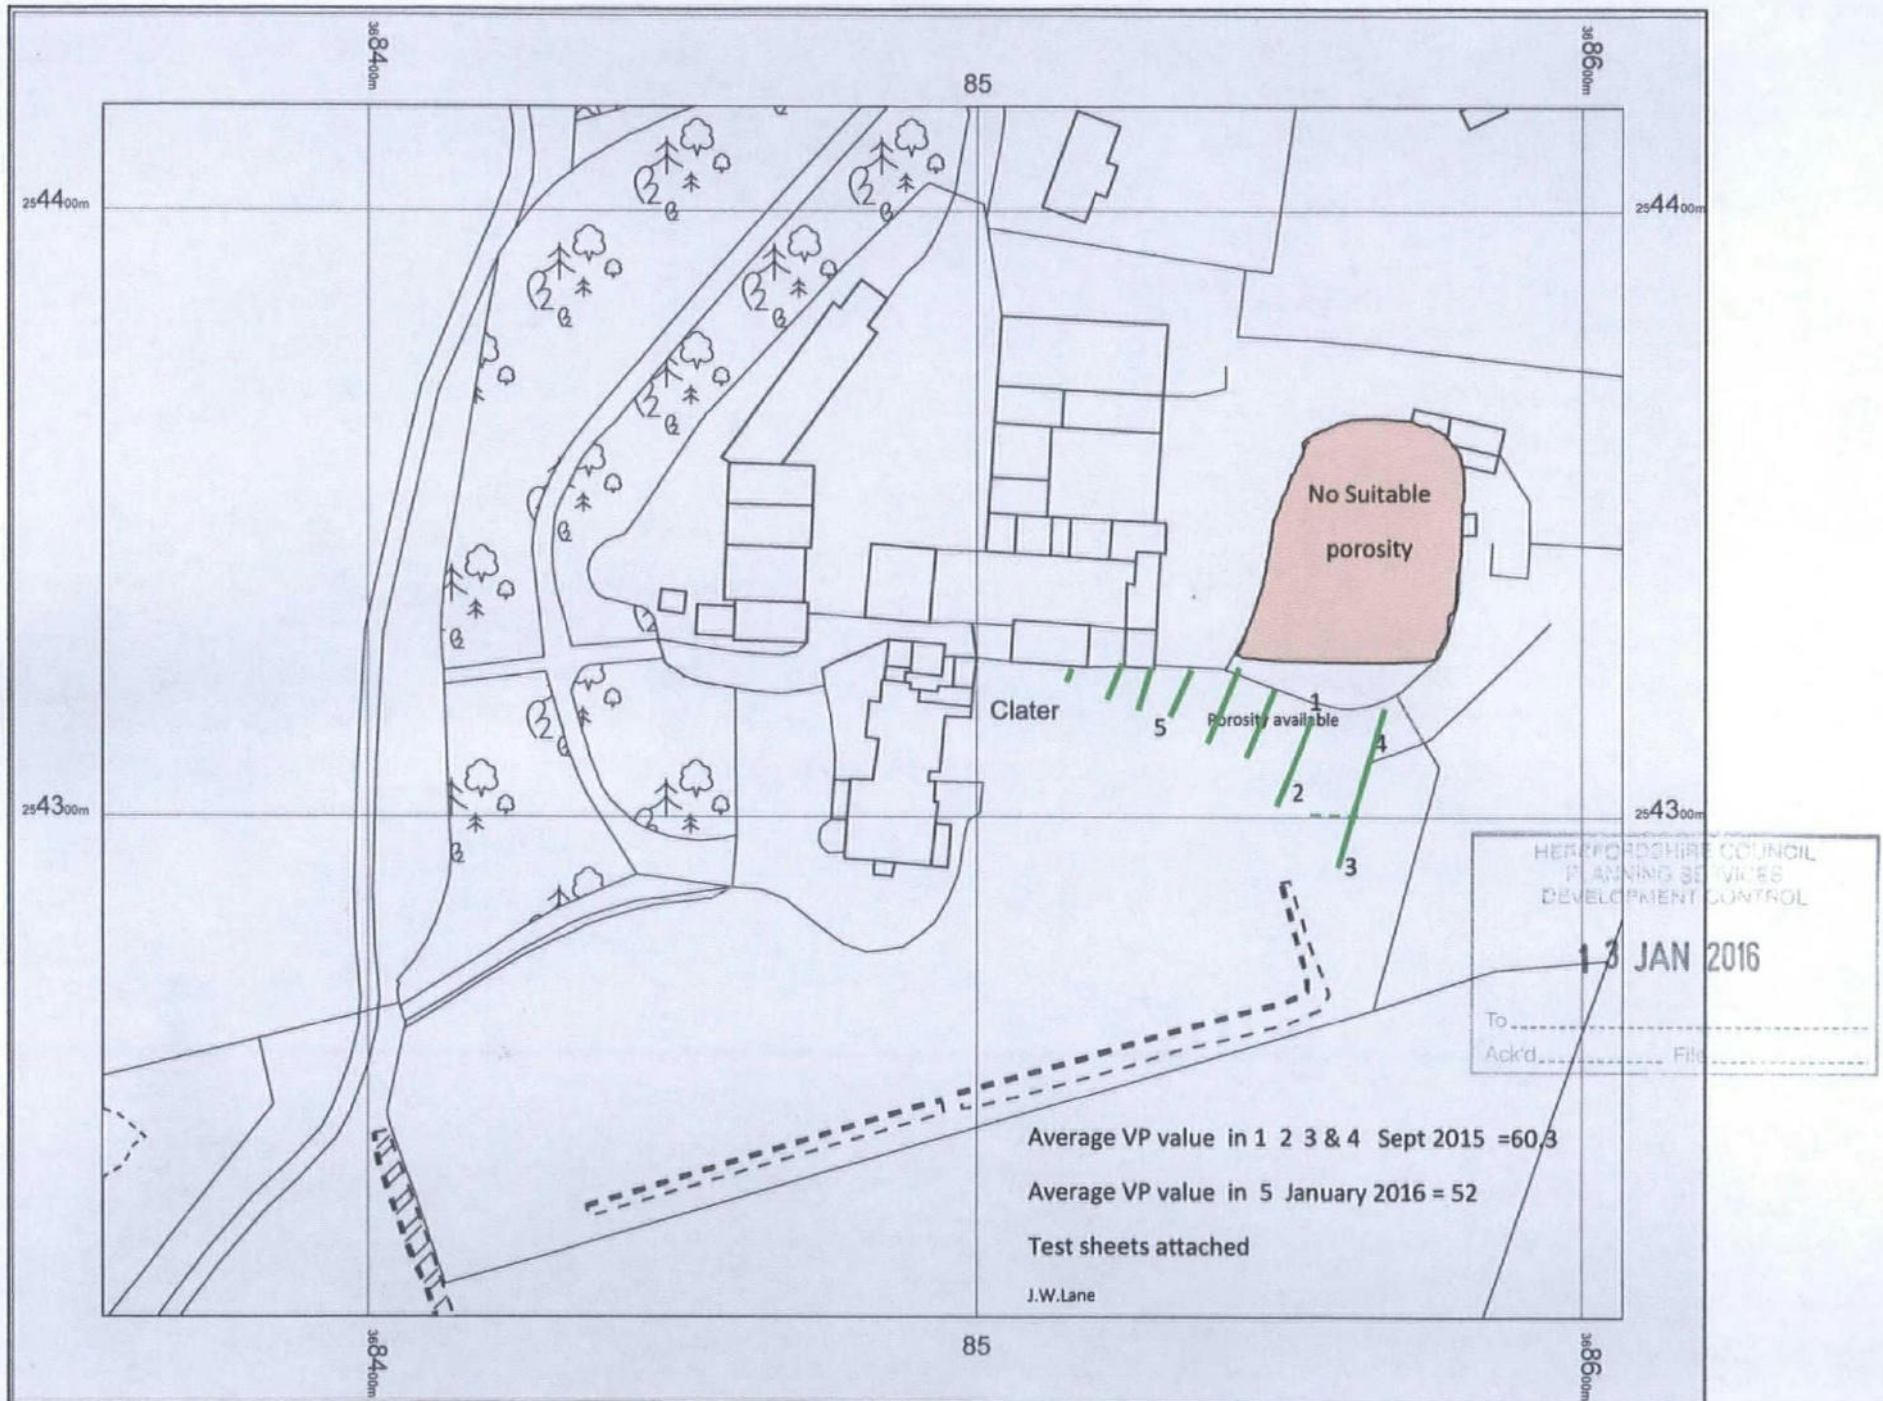 368400m
85
368600m
254400m
254400m
No Suitable
porosity
Clater
1
Porosity available
5
4
2
254300m
254300m
3
HEREFORDSHIRE COUNCIL
PLANNING SERVICES
DEVELOPMENT CONTROL
13 JAN 2016
To
Ack'd File
Average VP value in 1 2 3 & 4 Sept 2015 =60.3
Average VP value in 5 January 2016 = 52
Test sheets attached
J.W.Lane
368400m
85
368600m